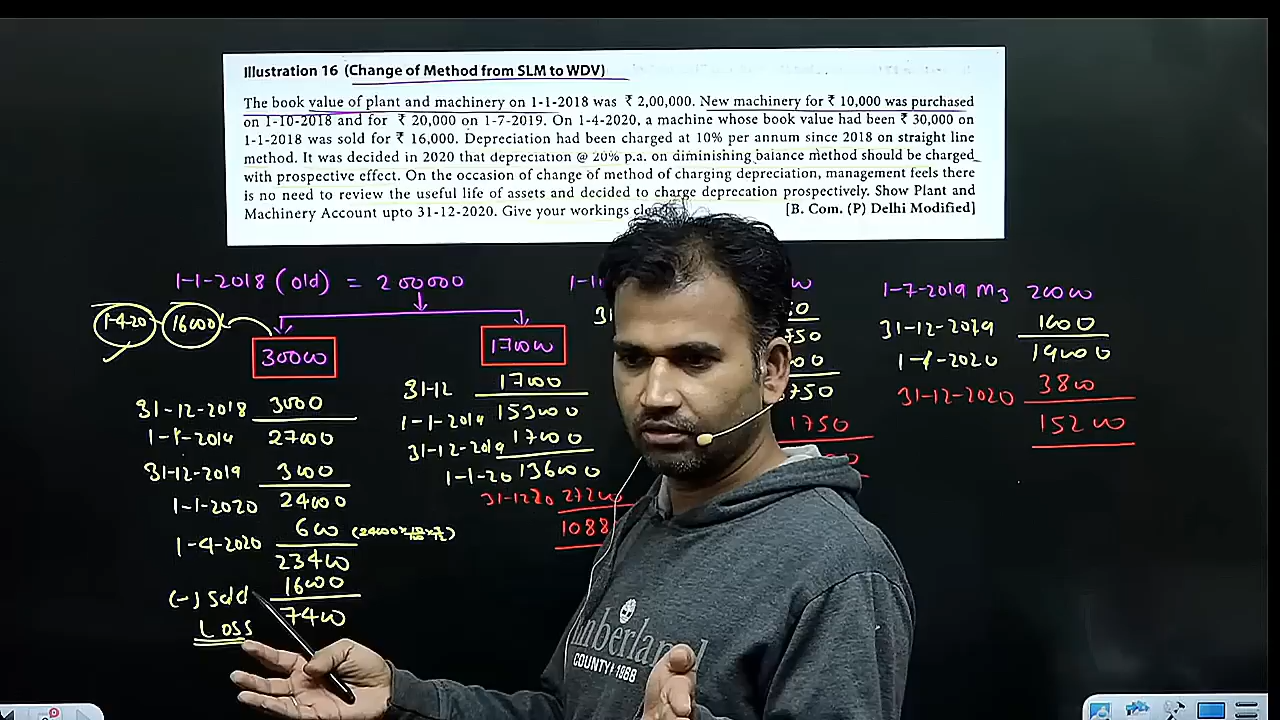 Illustration 16 (Change of Method from SLM to WDV)
The book value of plant and machinery on 1-1-2018 was ₹ 2,00,000. New machinery for ₹ 10,000 was purchased
on 1-10-2018 and for ₹ 20,000 on 1-7-2019. On 1-4-2020, a machine whose book value had been ₹ 30,000 on
1-1-2018 was sold for ₹ 16,000. Depreciation had been charged at 10% per annum since 2018 on straight line
method. It was decided in 2020 that depreciation @ 20% p.a. on diminishing balance method should be charged
with prospective effect. On the occasion of change of method of charging depreciation, management feels there
is no need to review the useful life of assets and decided to charge deprecation prospectively. Show Plant and
Machinery Account upto 31-12-2020. Give your workings
[B. Com. (P) Delhi Modified]
1-1-2018 (old) = 200000
1-4-20
16000
30000
31-12-2018 3000
27000
31-12-2019 3000
1-1-2020 24000
1-4-2020 600
23400
(-) Sold 16000
Loss 7400
170000
31-12 17000
1-1-2019 153000
31-12-2019 17000
1-1-20 136000
31-12-20 27200
1088
750
1750
1-7-2019 M3 20000
31-12-2019 1000
1-1-2020 19000
31-12-2020 3800
15200
Timberland
COUNTY 1868